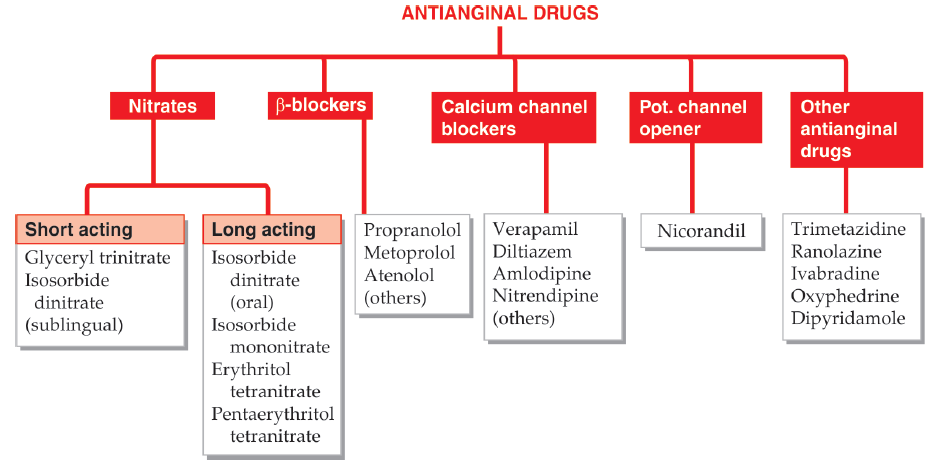 ANTIANGINAL DRUGS
Nitrates
β-blockers
Calcium channel
blockers
Pot. channel
opener
Other
antianginal
drugs
Short acting
Glyceryl trinitrate
Isosorbide
dinitrate
(sublingual)
Long acting
Isosorbide
dinitrate
(oral)
Isosorbide
mononitrate
Erythritol
tetranitrate
Pentaerythritol
tetranitrate
Propranolol
Metoprolol
Atenolol
(others)
Verapamil
Diltiazem
Amlodipine
Nitrendipine
(others)
Nicorandil
Trimetazidine
Ranolazine
Ivabradine
Oxyphedrine
Dipyridamole